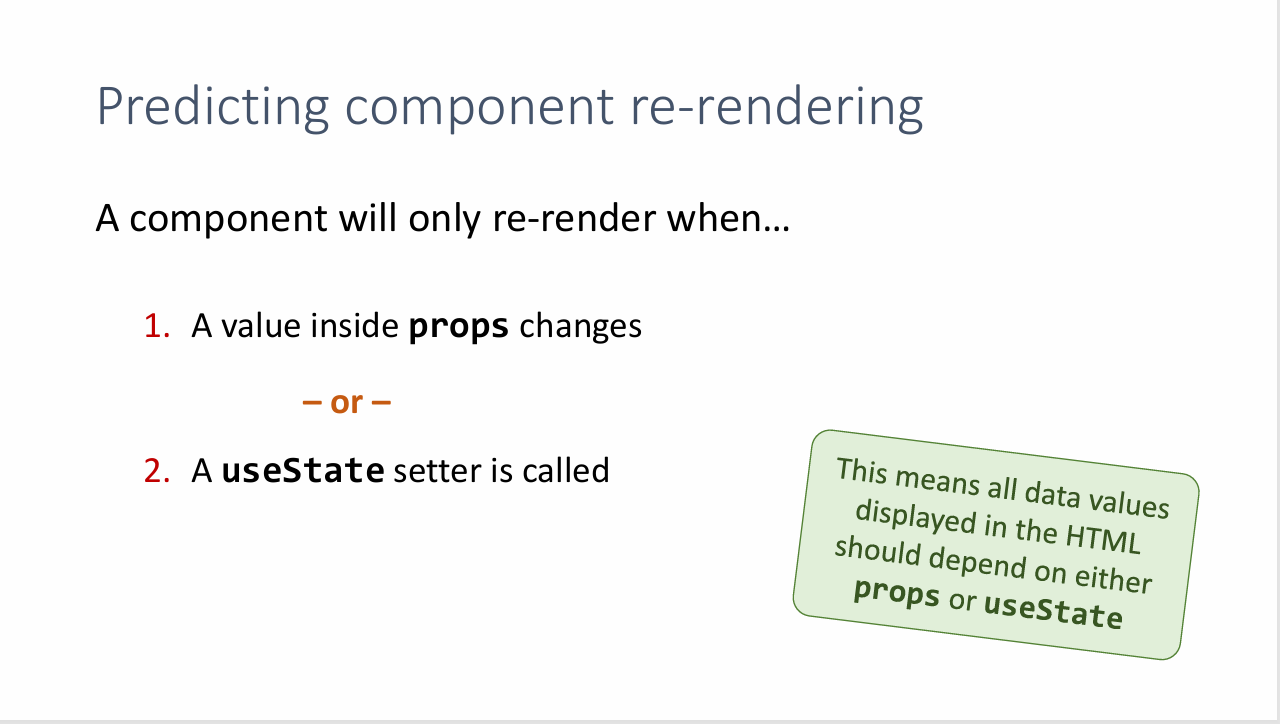 Predicting component re-rendering
A component will only re-render when…
1. A value inside props changes
– or –
2. A useState setter is called
This means all data values
displayed in the HTML
should depend on either
props or useState